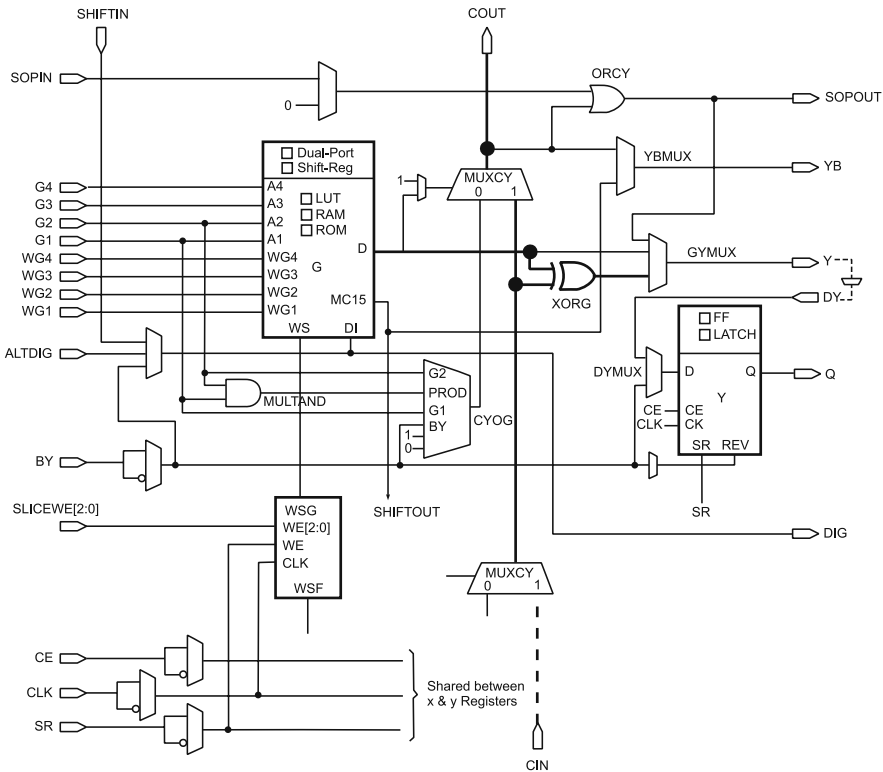 SHIFTIN
COUT
SOPIN
0
ORCY
SOPOUT
Dual-Port
Shift-Reg
YBMUX
YB
1
MUXCY
0 1
G4
G3
G2
G1
WG4
WG3
WG2
WG1
A4
A3
A2
A1
WG4
WG3
WG2
WG1
LUT
RAM
ROM
D
G
MC15
WS
DI
GYMUX
Y
XORG
DY
FF
LATCH
ALTDIG
DYMUX
D
Q
Q
Y
G2
PROD
G1
BY
1
0
MULTAND
CYOG
CE
CLK
CE
CK
SR
REV
BY
SR
SLICEWE[2:0]
WSG
WE[2:0]
WE
CLK
WSF
SHIFTOUT
DIG
MUXCY
0 1
CE
CLK
SR
Shared between
x & y Registers
CIN